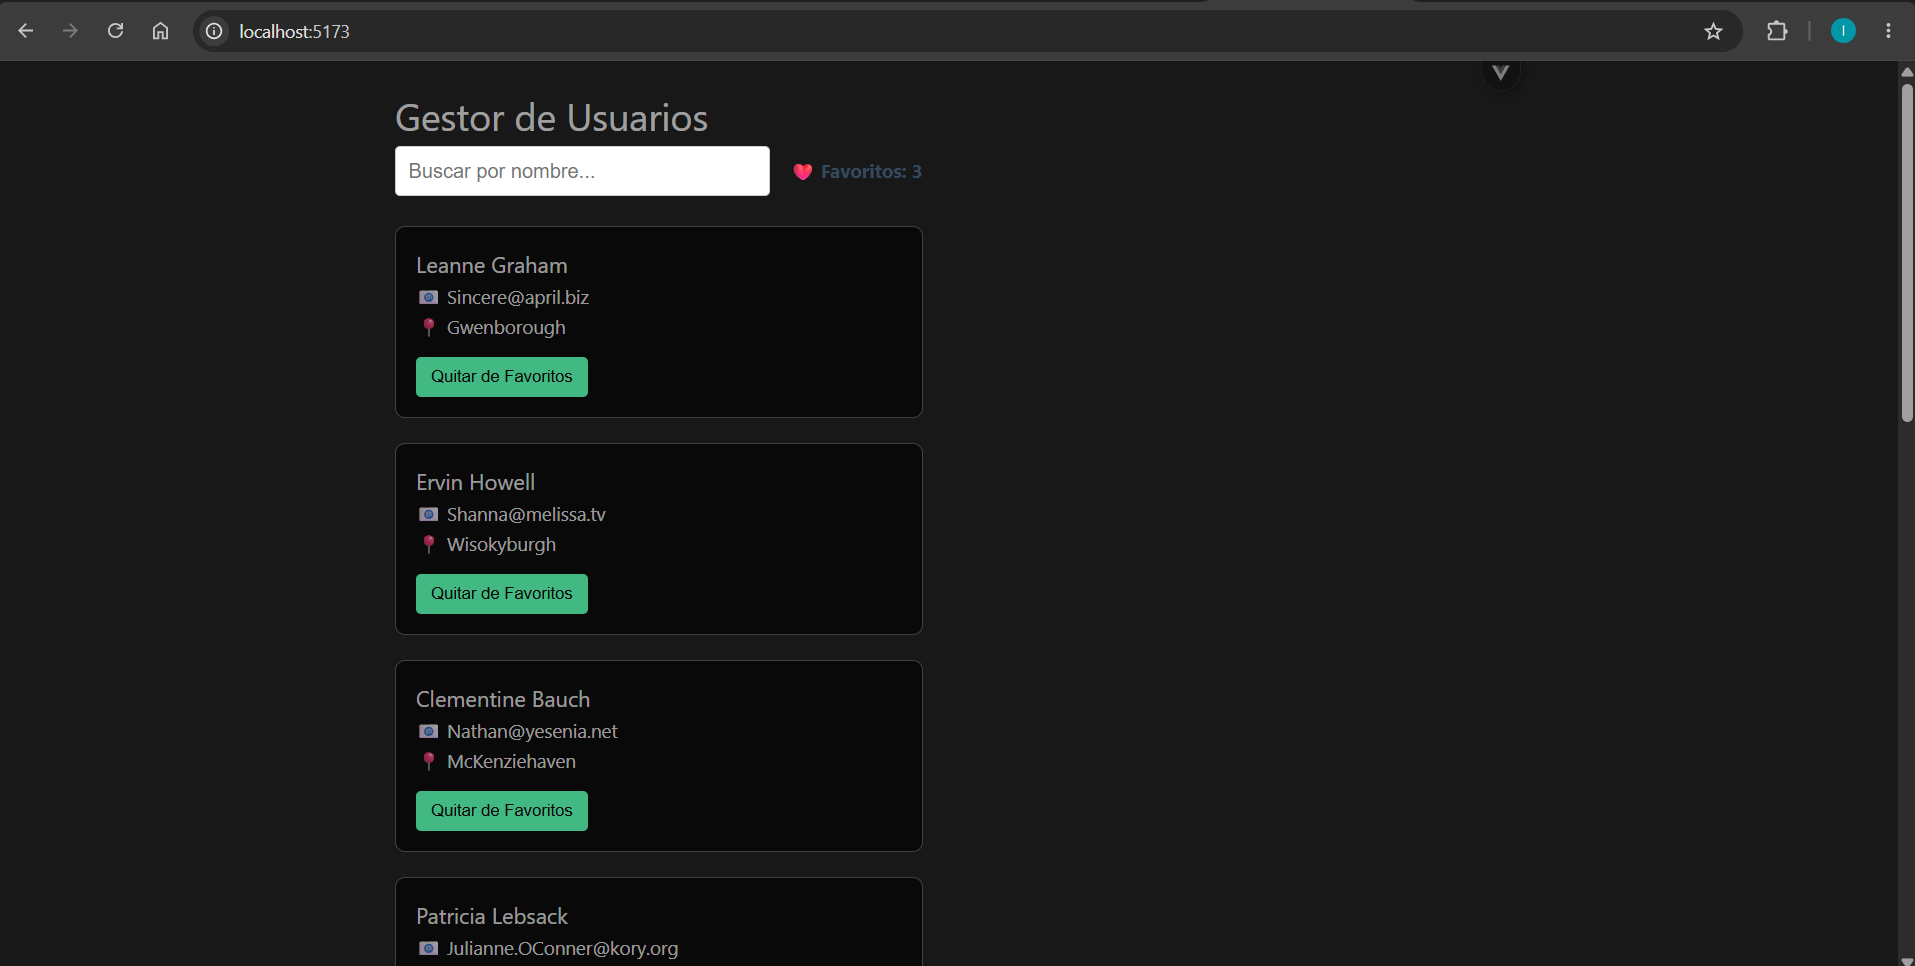 localhost:5173
I
Gestor de Usuarios
Buscar por nombre...
Favoritos: 3
Leanne Graham
Sincere@april.biz
Gwenborough
Quitar de Favoritos
Ervin Howell
Shanna@melissa.tv
Wisokyburgh
Quitar de Favoritos
Clementine Bauch
Nathan@yesenia.net
McKenziehaven
Quitar de Favoritos
Patricia Lebsack
Julianne.OConner@kory.org